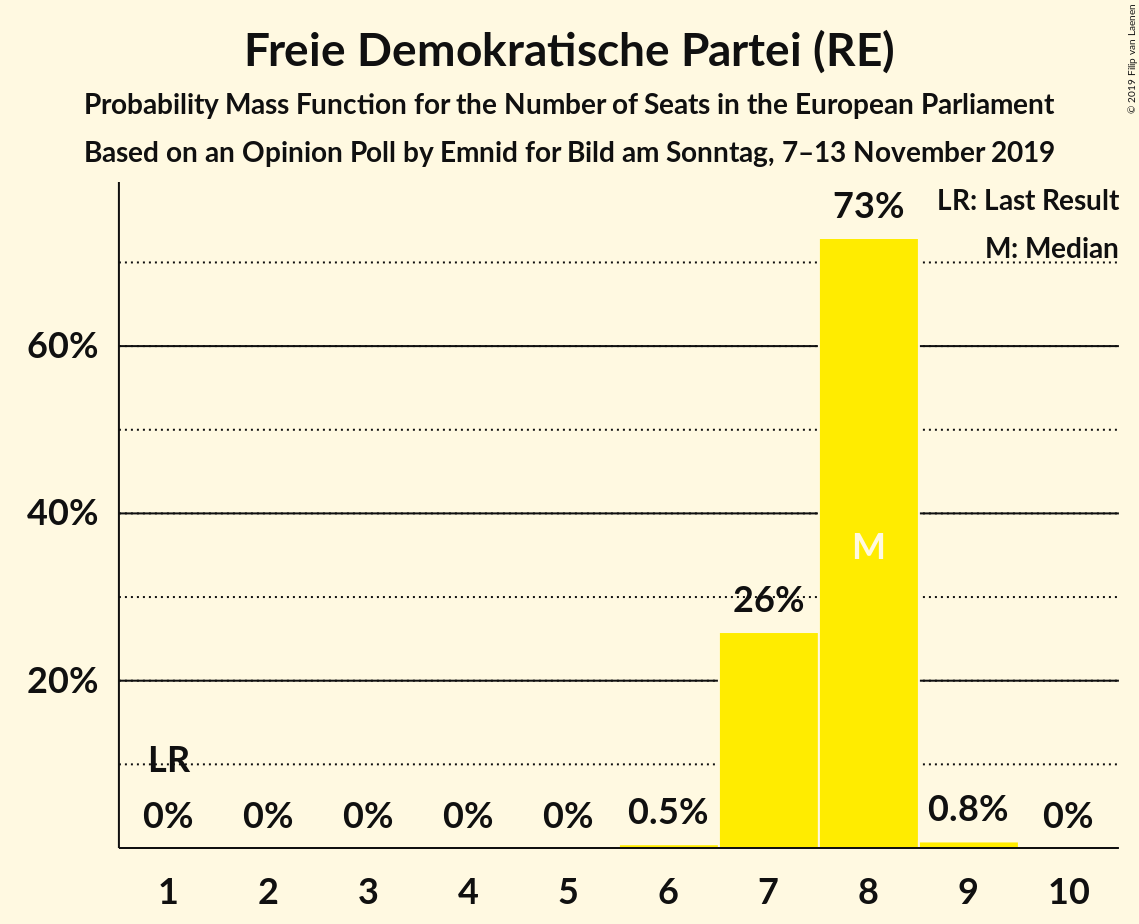 Freie Demokratische Partei (RE)
Probability Mass Function for the Number of Seats in the European Parliament
Based on an Opinion Poll by Emnid for Bild am Sonntag, 7–13 November 2019
© 2019 Filip van Laenen
LR: Last Result
M: Median
73%
60%
40%
M
26%
20%
LR
0% 0% 0% 0% 0% 0.5% 0.8% 0%
1 2 3 4 5 6 7 8 9 10